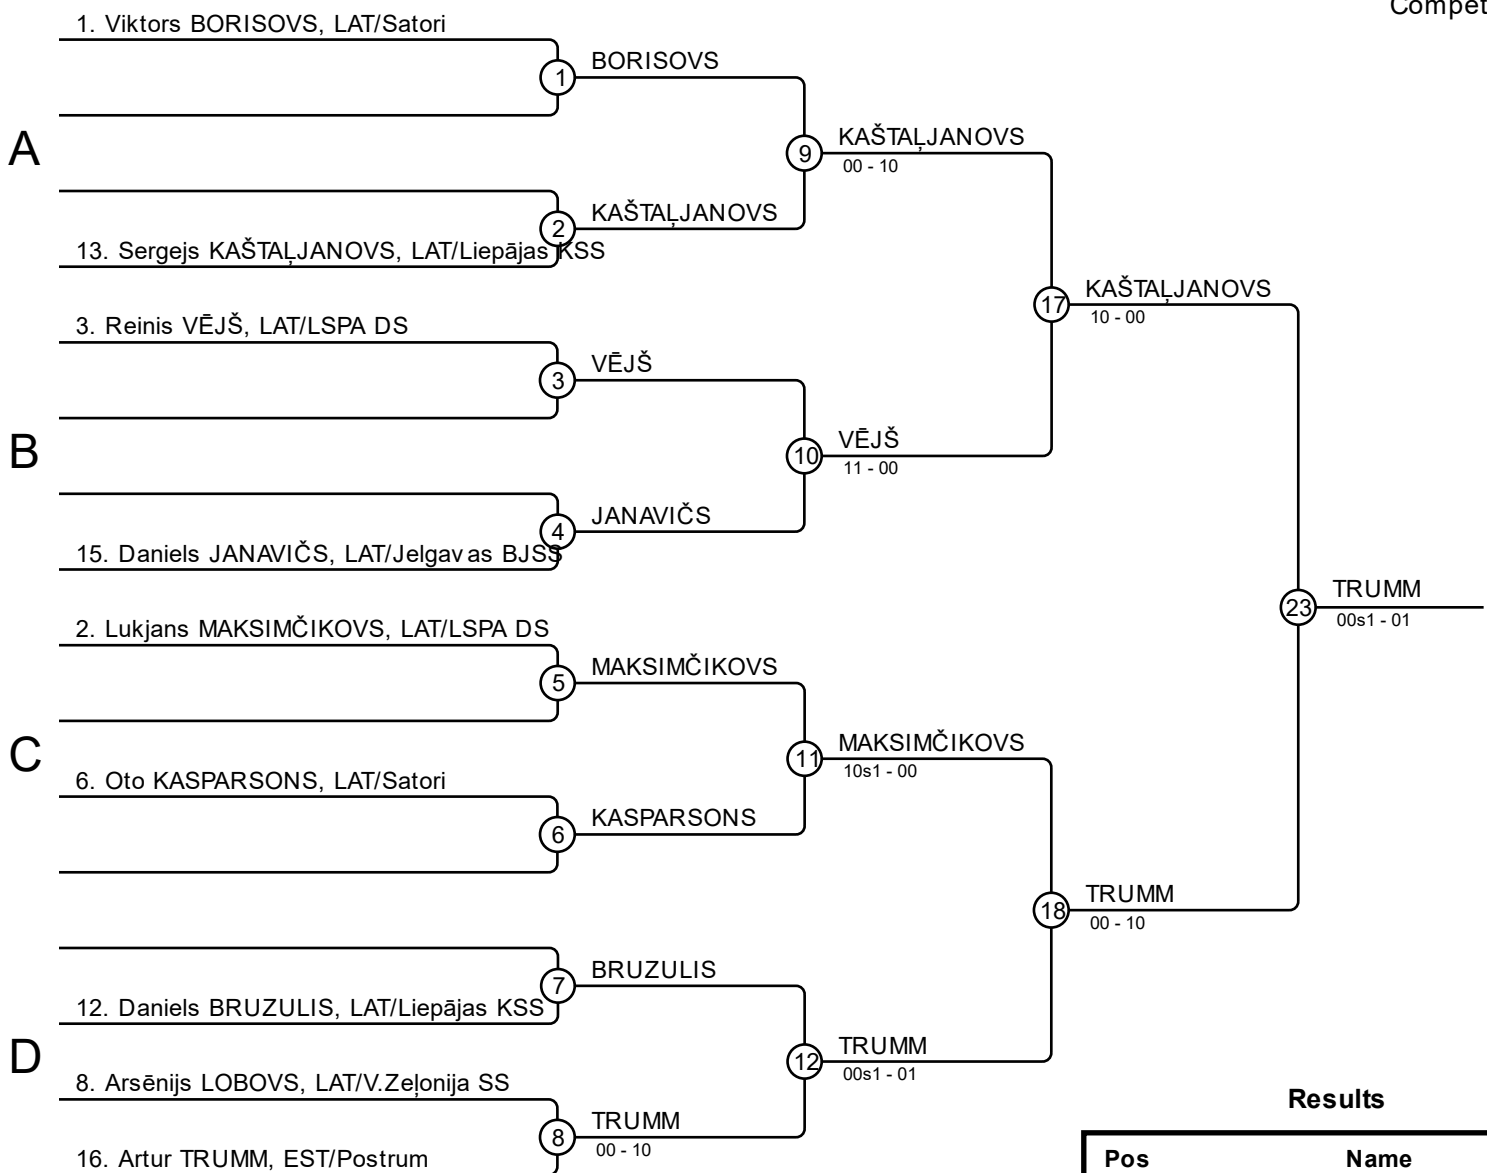 Compet
1. Viktors BORISOVS, LAT/Satori
1 BORISOVS
A
9 KAŠTAĻJANOVS
00 - 10
2 KAŠTAĻJANOVS
13. Sergejs KAŠTAĻJANOVS, LAT/Liepājas KSS
17 KAŠTAĻJANOVS
10 - 00
3. Reinis VĒJŠ, LAT/LSPA DS
3 VĒJŠ
B
10 VĒJŠ
11 - 00
4 JANAVIČS
15. Daniels JANAVIČS, LAT/Jelgavas BJSS
23 TRUMM
00s1 - 01
2. Lukjans MAKSIMČIKOVS, LAT/LSPA DS
5 MAKSIMČIKOVS
C
11 MAKSIMČIKOVS
10s1 - 00
6. Oto KASPARSONS, LAT/Satori
6 KASPARSONS
18 TRUMM
00 - 10
7 BRUZULIS
12. Daniels BRUZULIS, LAT/Liepājas KSS
D
12 TRUMM
00s1 - 01
8. Arsēnijs LOBOVS, LAT/V.Zeļonija SS
8 TRUMM
00 - 10
16. Artur TRUMM, EST/Postrum
Results
Pos Name